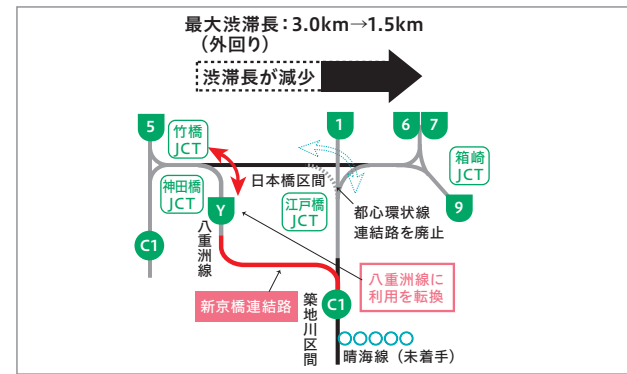 最大渋滞長：3.0km→1.5km
（外回り）
渋滞長が減少
5
竹橋
JCT
1
6
7
箱崎
JCT
神田橋
JCT
日本橋区間
江戸橋
JCT
都心環状線
連結路を廃止
9
Y
C1
八重洲線
八重洲線に
利用を転換
新京橋連結路
築地川区間
C1
晴海線（未着手）